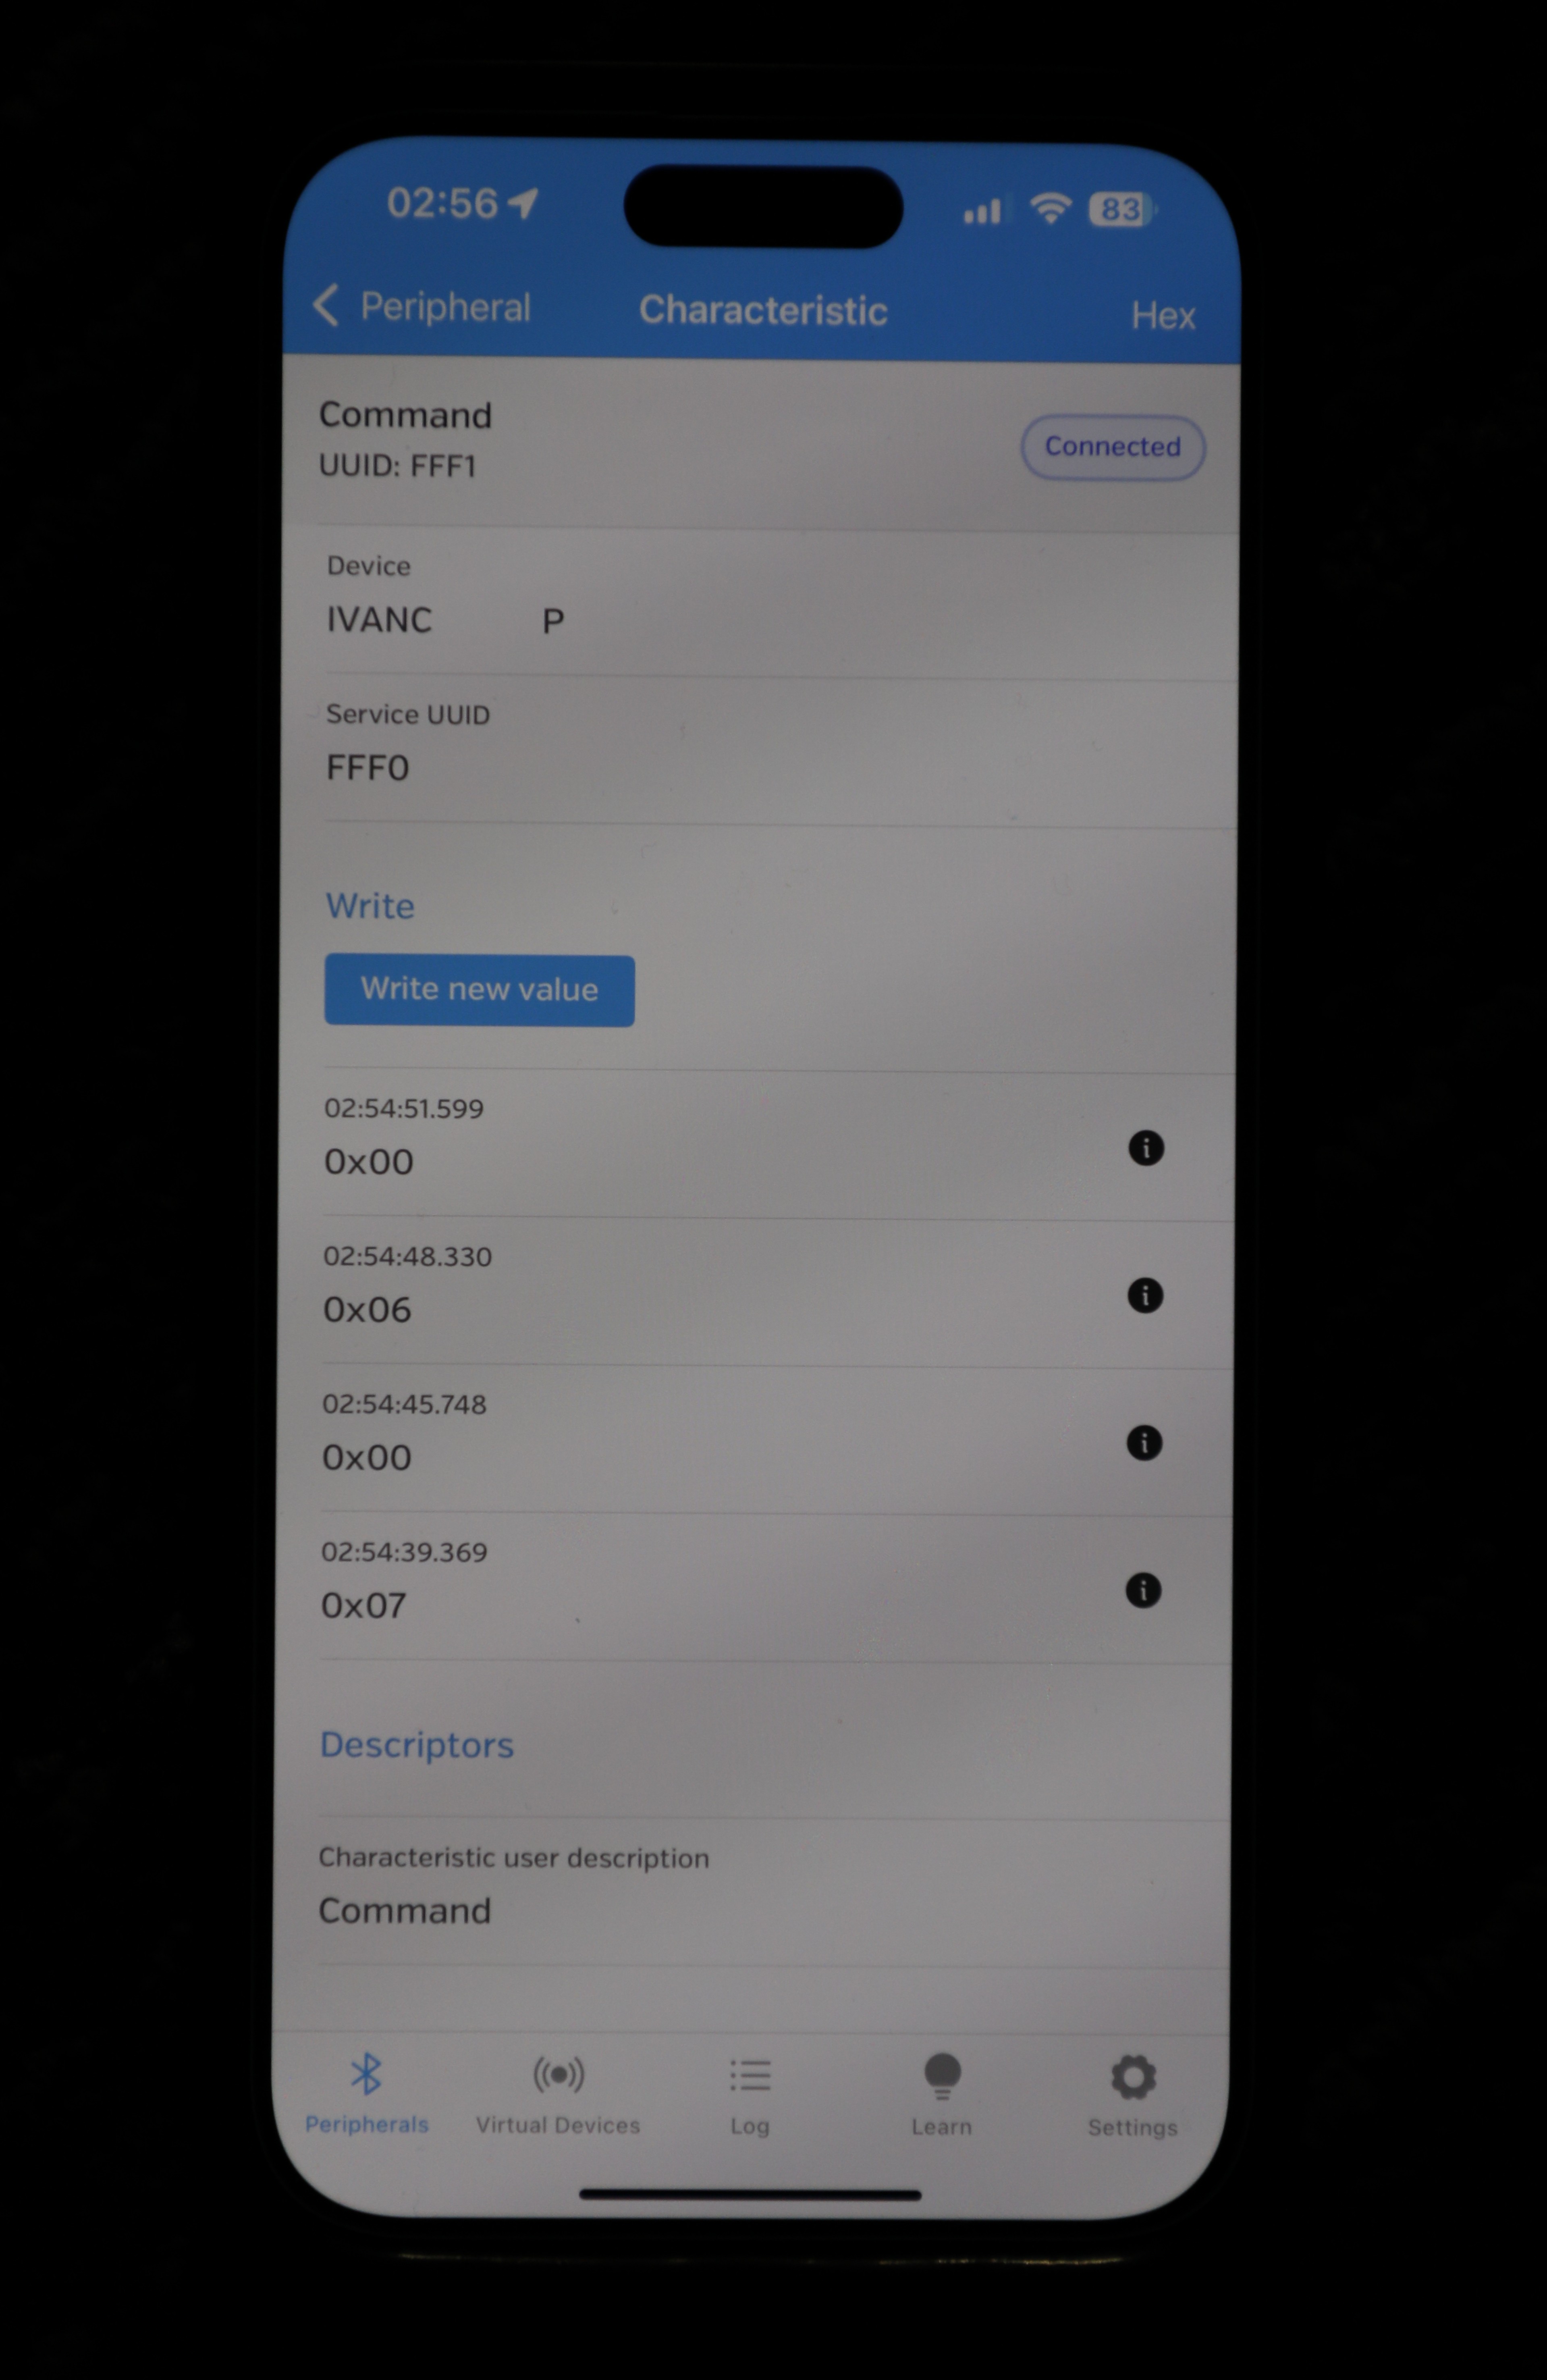 02:56
83
Peripheral Characteristic Hex
Command
UUID: FFF1
Connected
Device
IVANC P
Service UUID
FFF0
Write
Write new value
02:54:51.599
0x00
02:54:48.330
0x06
02:54:45.748
0x00
02:54:39.369
0x07
Descriptors
Characteristic user description
Command
Peripherals Virtual Devices Log Learn Settings